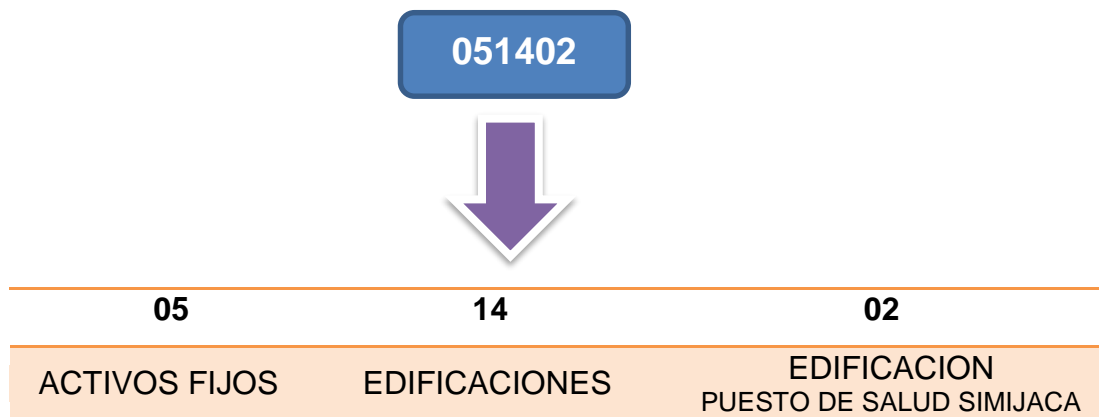 051402
05 14 02
ACTIVOS FIJOS EDIFICACIONES EDIFICACION
PUESTO DE SALUD SIMIJACA